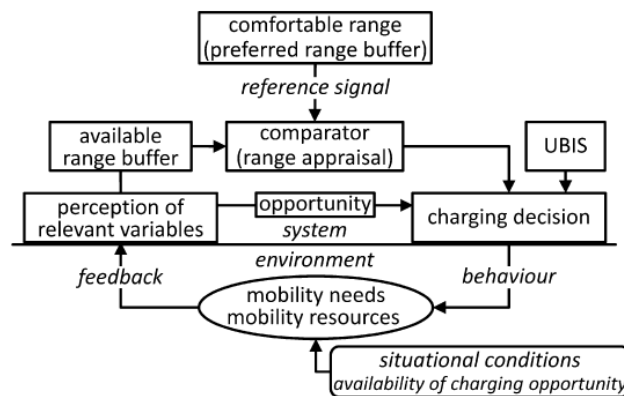 comfortable range
(preferred range buffer)
reference signal
available
range buffer
comparator
(range appraisal)
UBIS
perception of
relevant variables
opportunity
system
charging decision
environment
feedback
behaviour
mobility needs
mobility resources
situational conditions
availability of charging opportunity